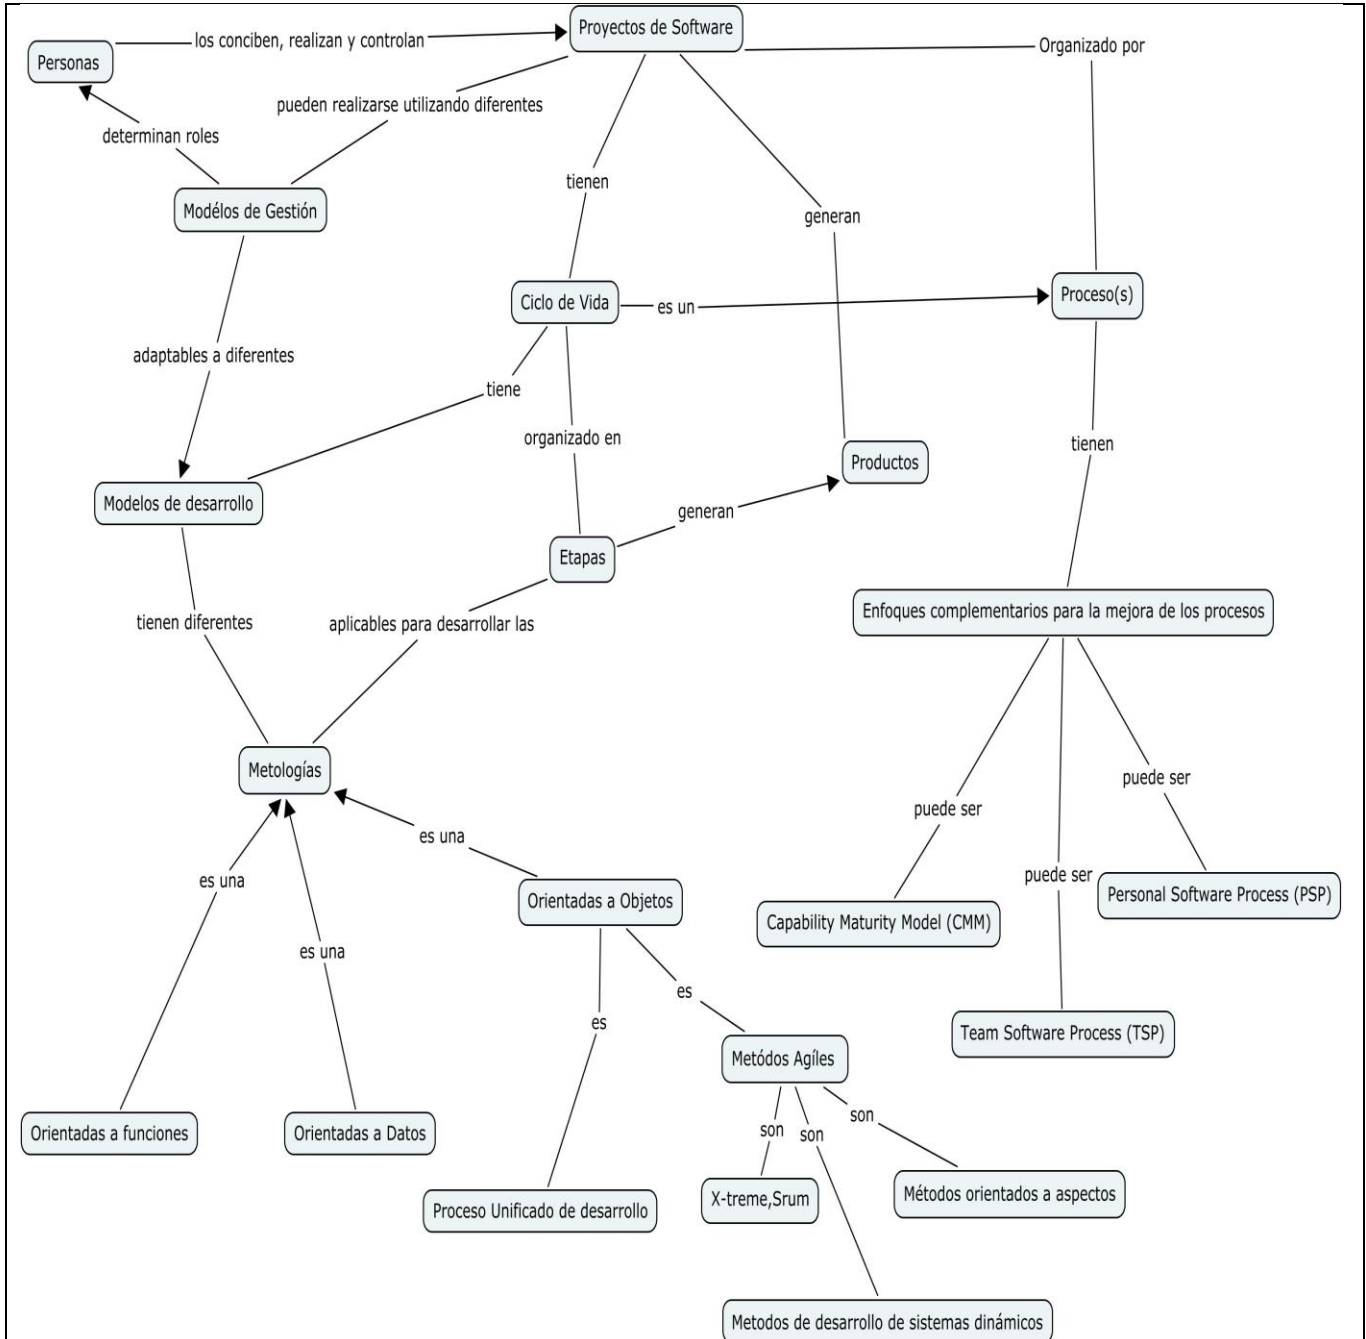 Proyectos de Software
los conciben, realizan y controlan
Organizado por
Personas
pueden realizarse utilizando diferentes
determinan roles
tienen
Modélos de Gestión
generan
Ciclo de Vida
es un
Proceso(s)
adaptables a diferentes
tiene
organizado en
tienen
Productos
Modelos de desarrollo
generan
Etapas
Enfoques complementarios para la mejora de los procesos
tienen diferentes
aplicables para desarrollar las
Metologías
puede ser
puede ser
es una
es una
puede ser
Personal Software Process (PSP)
Orientadas a Objetos
Capability Maturity Model (CMM)
es una
es
es
Team Software Process (TSP)
Metódos Agíles
son
son
son
Orientadas a funciones
Orientadas a Datos
Métodos orientados a aspectos
X-treme,Srum
Proceso Unificado de desarrollo
Metodos de desarrollo de sistemas dinámicos